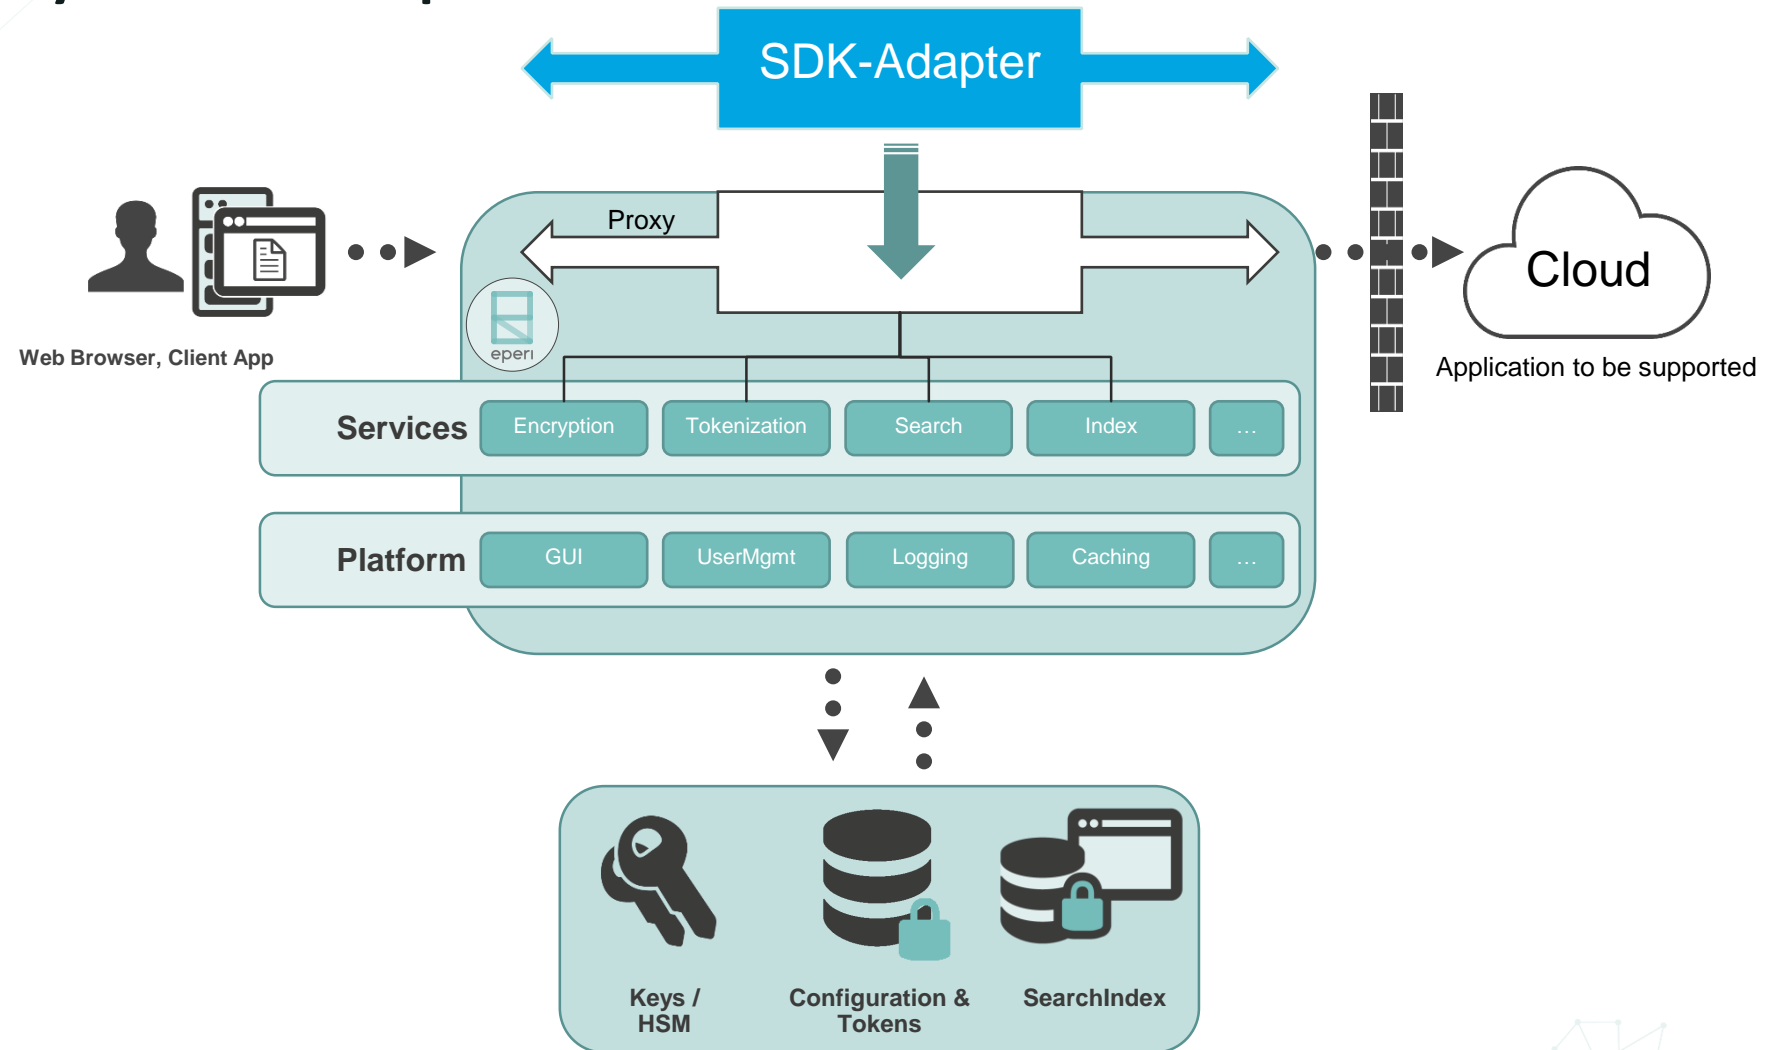 SDK-Adapter
Proxy
eperi
Cloud
Web Browser, Client App
Application to be supported
Services
Encryption
Tokenization
Search
Index
...
Platform
GUI
UserMgmt
Logging
Caching
...
Keys /
HSM
Configuration &
Tokens
SearchIndex